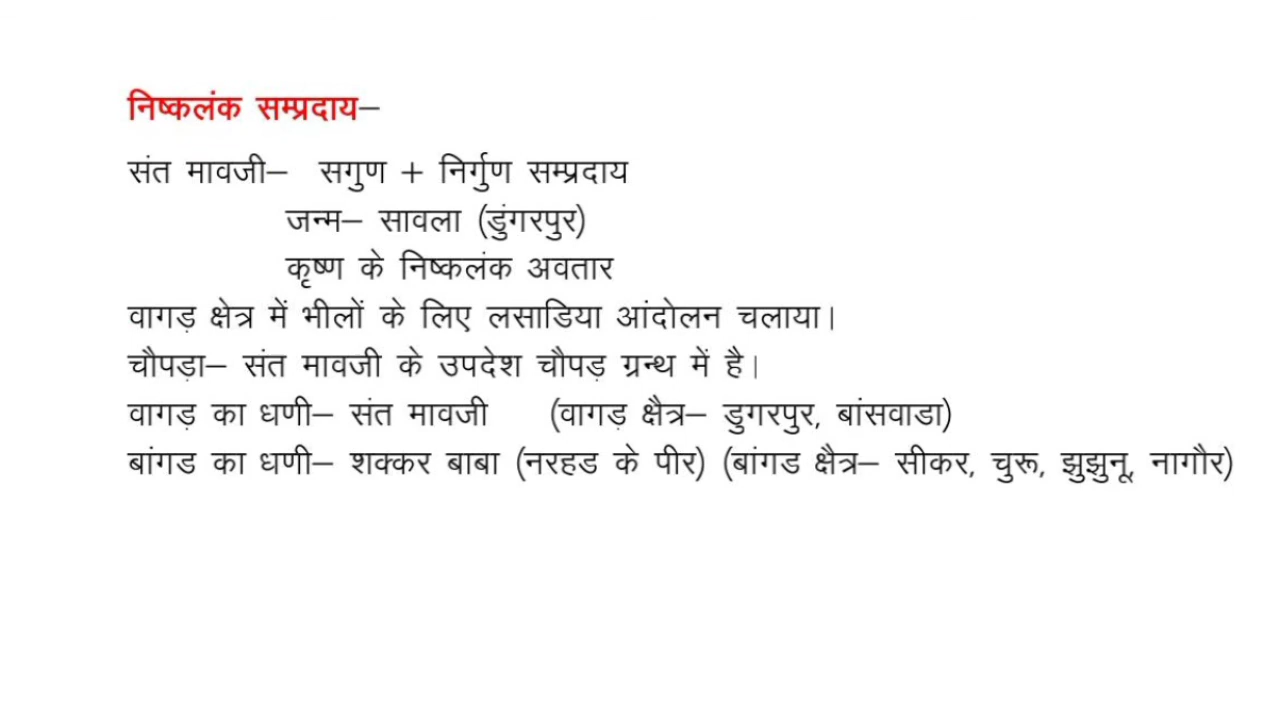 निष्कलंक सम्प्रदाय–
संत मावजी– सगुण + निर्गुण सम्प्रदाय
जन्म– सावला (डुंगरपुर)
कृष्ण के निष्कलंक अवतार
वागड़ क्षेत्र में भीलों के लिए लसाडिया आंदोलन चलाया।
चौपड़ा– संत मावजी के उपदेश चौपड़ ग्रन्थ में है।
वागड़ का धणी– संत मावजी (वागड़ क्षैत्र– डुगरपुर, बांसवाडा)
बांगड का धणी– शक्कर बाबा (नरहड के पीर) (बांगड क्षैत्र– सीकर, चुरू, झुझुनू, नागौर)